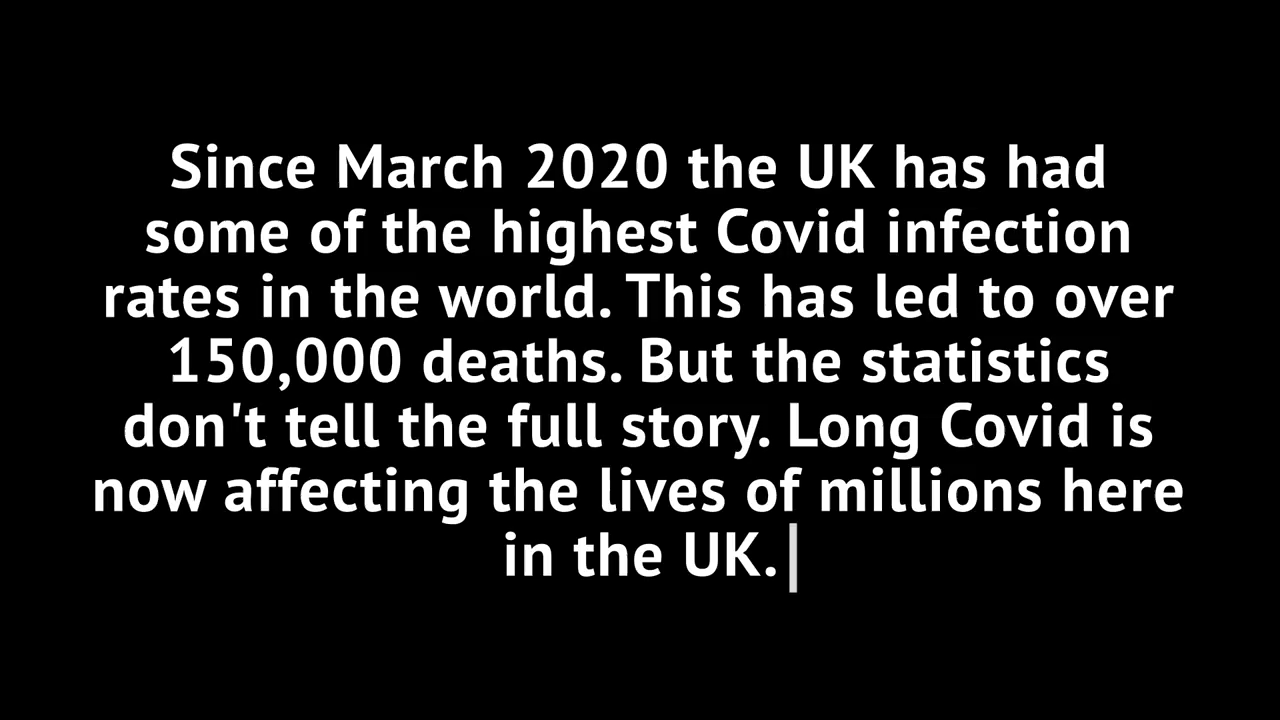 Since March 2020 the UK has had
some of the highest Covid infection
rates in the world. This has led to over
150,000 deaths. But the statistics
don't tell the full story. Long Covid is
now affecting the lives of millions here
in the UK.